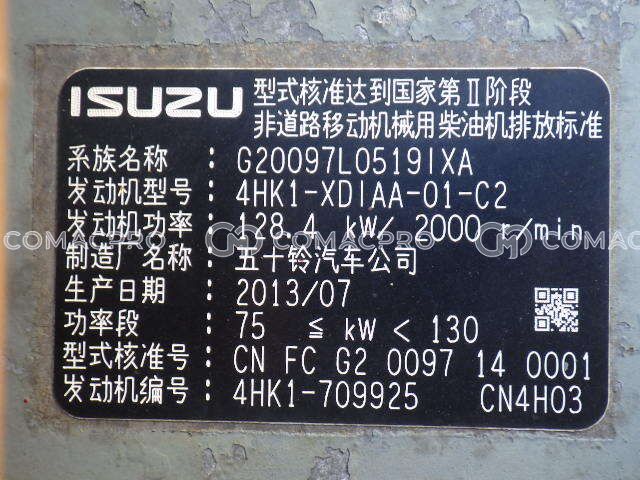 ISUZU 型式核准达到国家第Ⅱ阶段
非道路移动机械用柴油机排放标准
系族名称 : G20097L0519IXA
发动机型号: 4HK1-XDIAA-01-C2
发动机功率: 128.4 kW/ 2000 r/min
COMACPRO COMACPRO COMACPRO
制造厂名称: 五十铃汽车公司
生产日期 : 2013/07
功率段 : 75 ≦ kW < 130
型式核准号: CN FC G2 0097 14 0001
发动机编号: 4HK1-709925 CN4H03